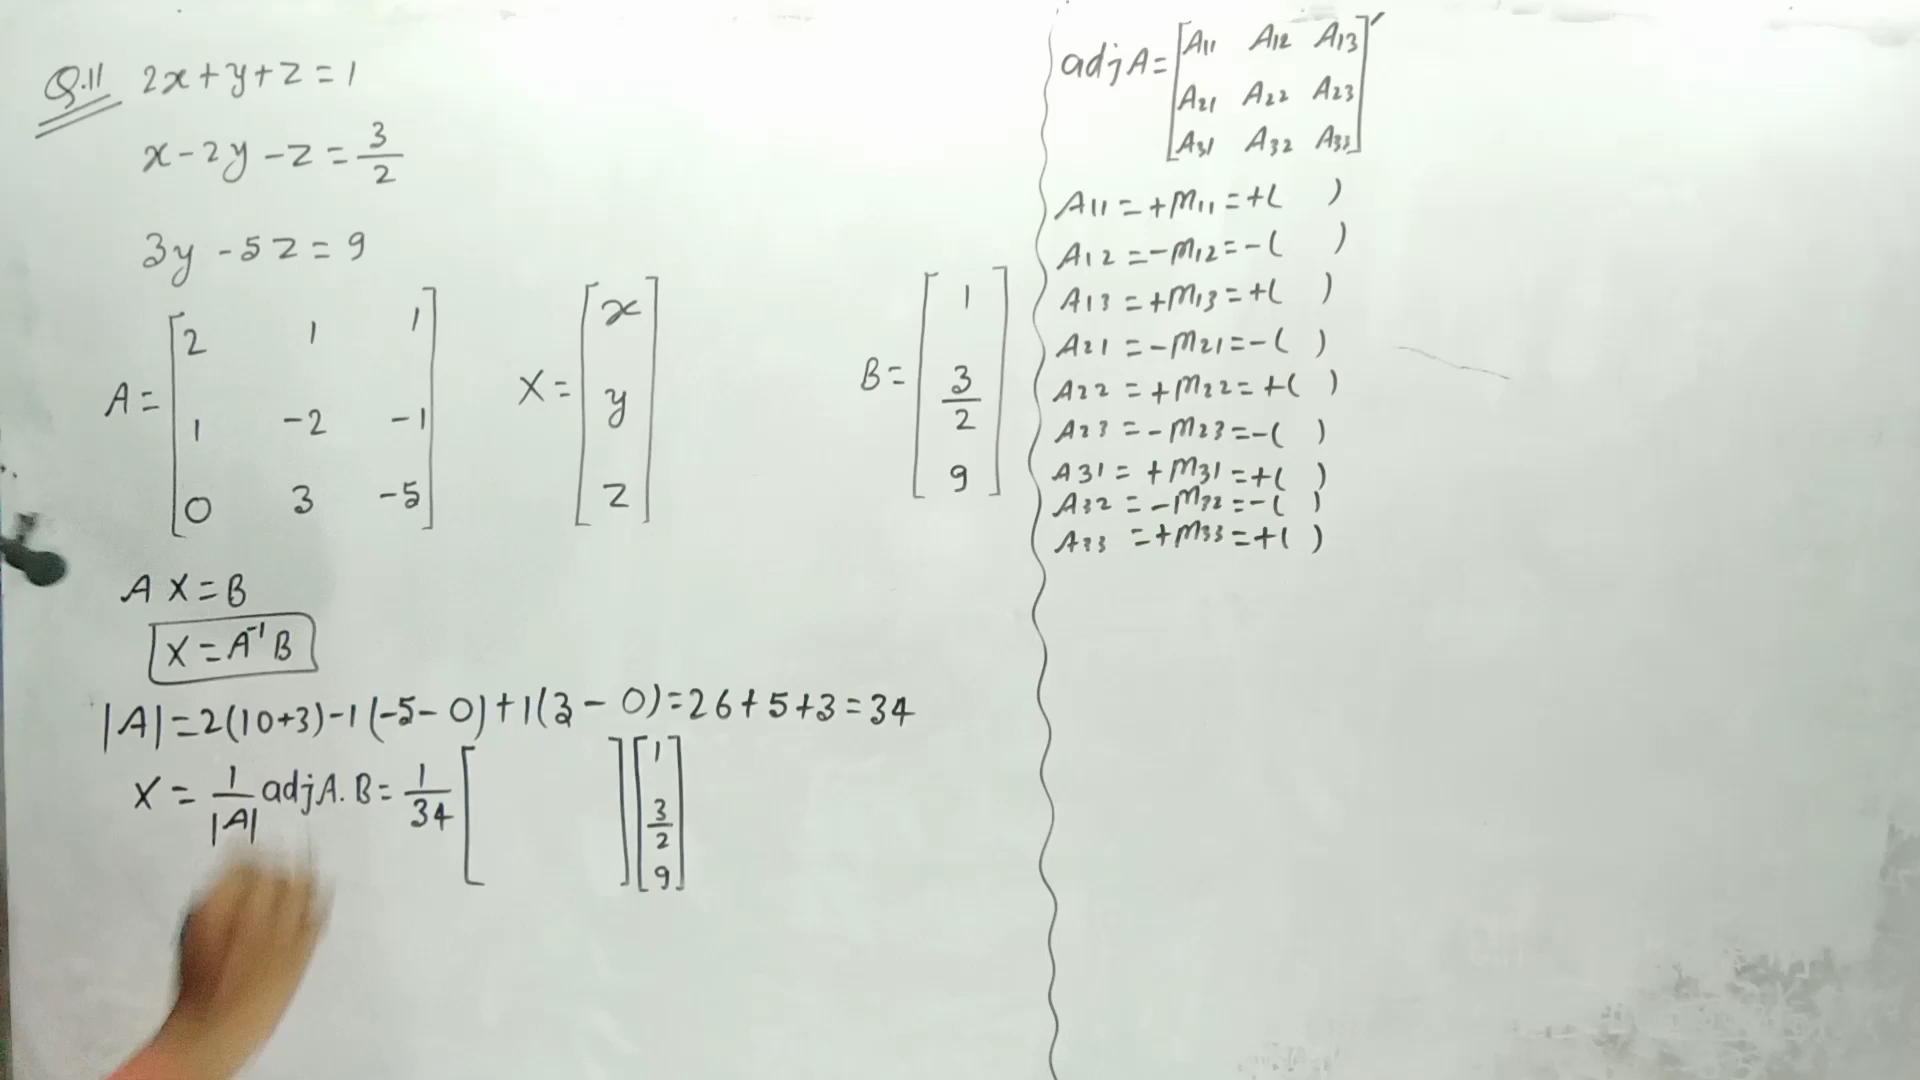 Q.11 2x+y+z=1
x-2y-z=3/2
3y-5z=9
A=[2 1 1
1 -2 -1
0 3 -5]
X=[x
y
z]
B=[1
3/2
9]
AX=B
X=A⁻¹B
|A|=2(10+3)-1(-5-0)+1(3-0)=26+5+3=34
X=1/|A| adjA.B=1/34[ ][1
3/2
9]
adjA=[A11 A12 A13
A21 A22 A23
A31 A32 A33]′
A11=+M11=+( )
A12=-M12=-( )
A13=+M13=+( )
A21=-M21=-( )
A22=+M22=+( )
A23=-M23=-( )
A31=+M31=+( )
A32=-M32=-( )
A33=+M33=+( )